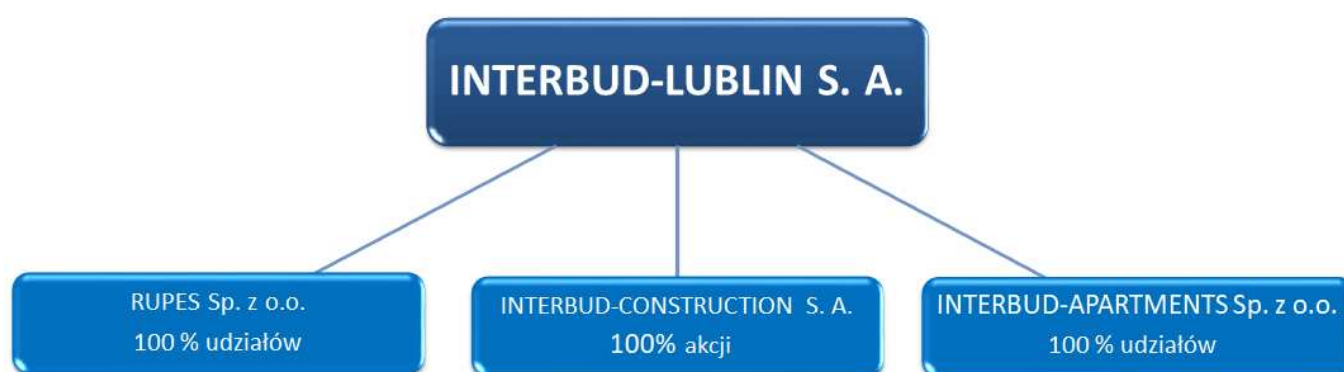 INTERBUD-LUBLIN S. A.
RUPES Sp. z o.o.
100 % udziałów
INTERBUD-CONSTRUCTION S. A.
100% akcji
INTERBUD-APARTMENTS Sp. z o.o.
100 % udziałów